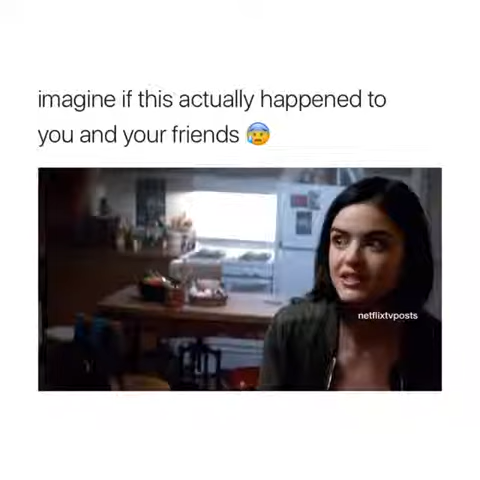 imagine if this actually happened to
you and your friends 😰
netflixtvposts